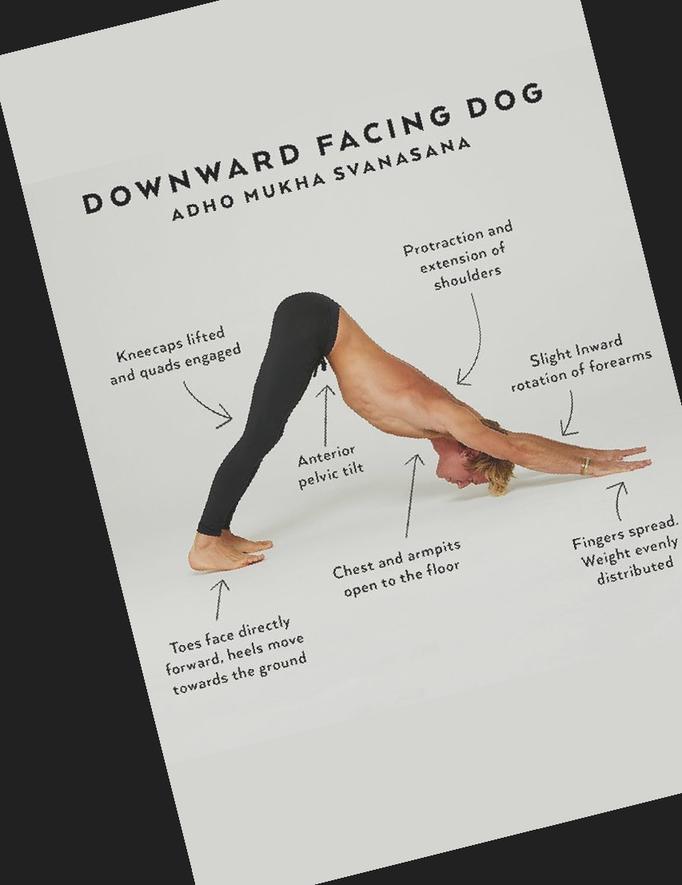 DOWNWARD FACING DOG
ADHO MUKHA SVANASANA
Protraction and
extension of
shoulders
Kneecaps lifted
and quads engaged
Slight Inward
rotation of forearms
Anterior
pelvic tilt
Chest and armpits
open to the floor
Fingers spread.
Weight evenly
distributed
Toes face directly
forward, heels move
towards the ground